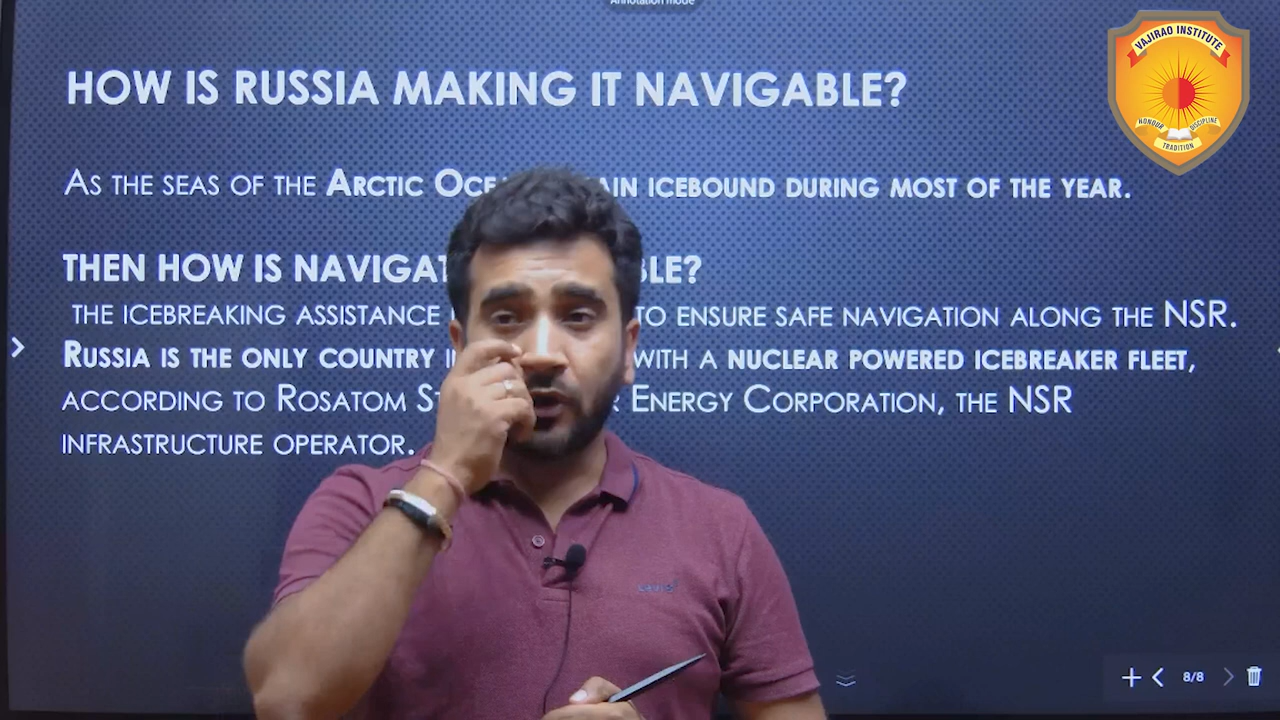 Annotation mode
VAJIRAO INSTITUTE
HOW IS RUSSIA MAKING IT NAVIGABLE?
HONOUR
DISCIPLINE
TRADITION
AS THE SEAS OF THE ARCTIC OCE AIN ICEBOUND DURING MOST OF THE YEAR.
THEN HOW IS NAVIGAT BLE?
THE ICEBREAKING ASSISTANCE TO ENSURE SAFE NAVIGATION ALONG THE NSR.
RUSSIA IS THE ONLY COUNTRY WITH A NUCLEAR POWERED ICEBREAKER FLEET,
ACCORDING TO ROSATOM ST R ENERGY CORPORATION, THE NSR
INFRASTRUCTURE OPERATOR.
8/8